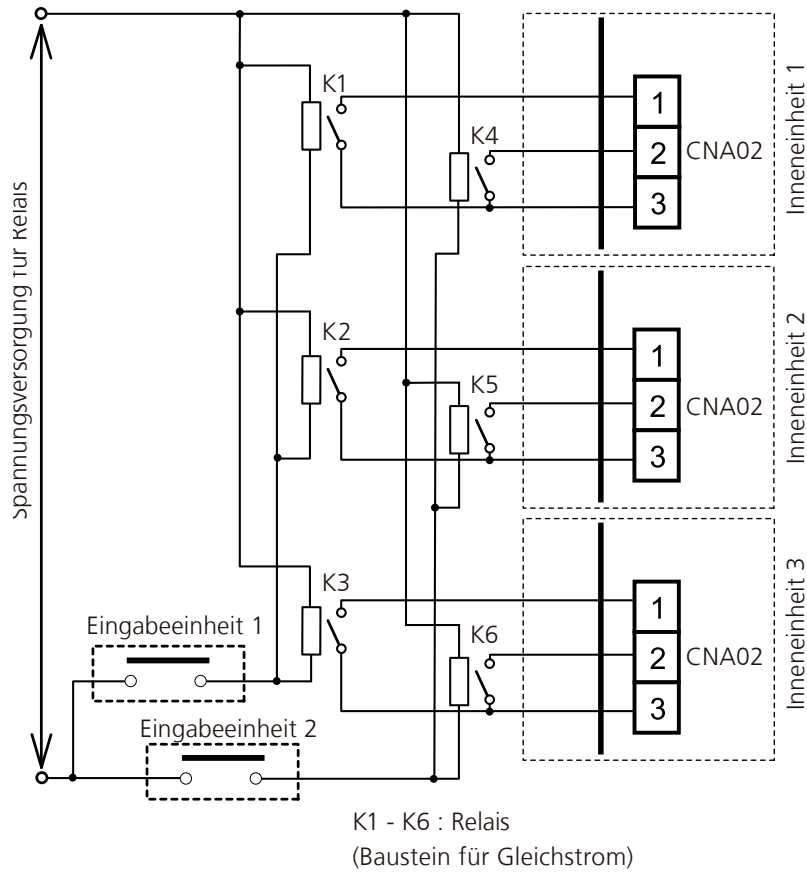 K1
K4
1
2
3
CNA02
Inneneinheit 1
Spannungsversorgung für Relais
K2
K5
1
2
3
CNA02
Inneneinheit 2
K3
K6
1
2
3
CNA02
Inneneinheit 3
Eingabeeinheit 1
Eingabeeinheit 2
K1 - K6 : Relais
(Baustein für Gleichstrom)